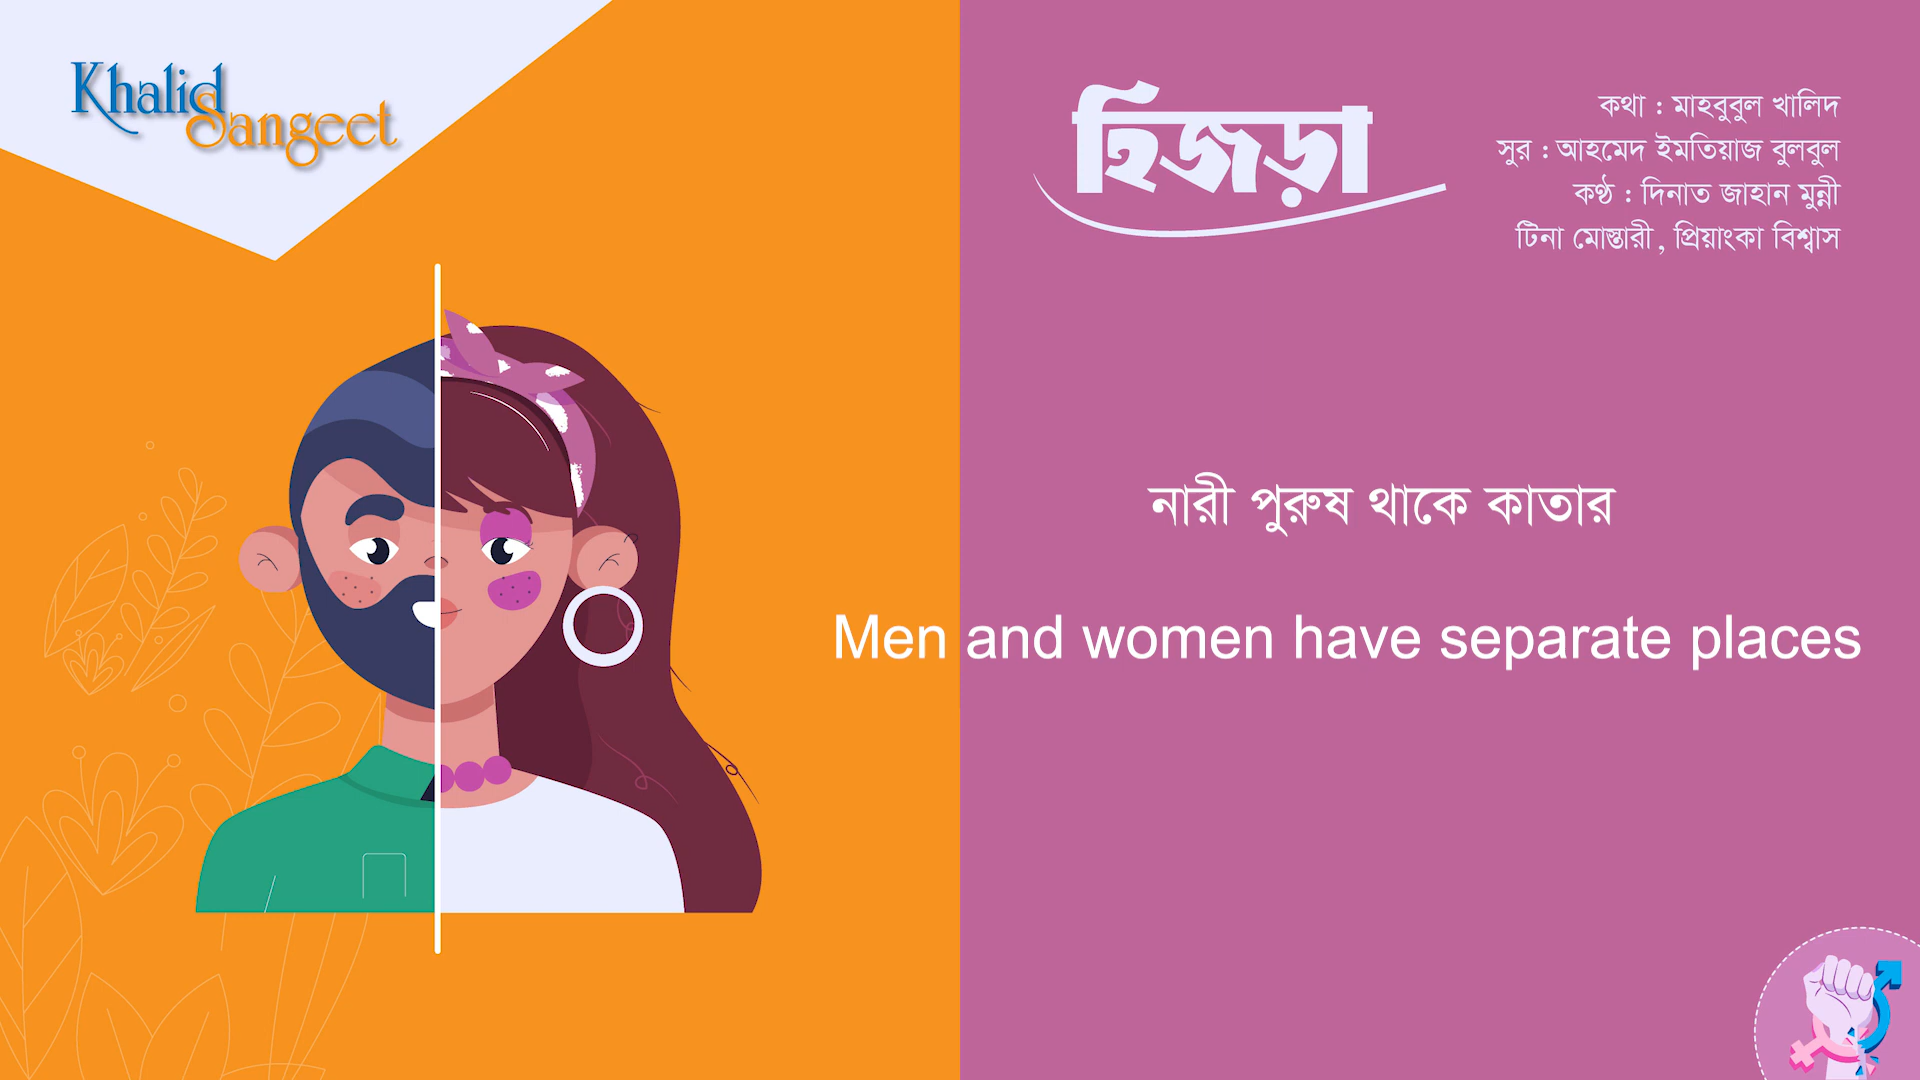 Khalid
Sangeet
হিজড়া
কথা : মাহবুবুল খালিদ
সুর : আহমেদ ইমতিয়াজ বুলবুল
কণ্ঠ : দিনাত জাহান মুন্নী
টিনা মোস্তারী, প্রিয়াংকা বিশ্বাস
নারী পুরুষ থাকে কাতার
Men and women have separate places